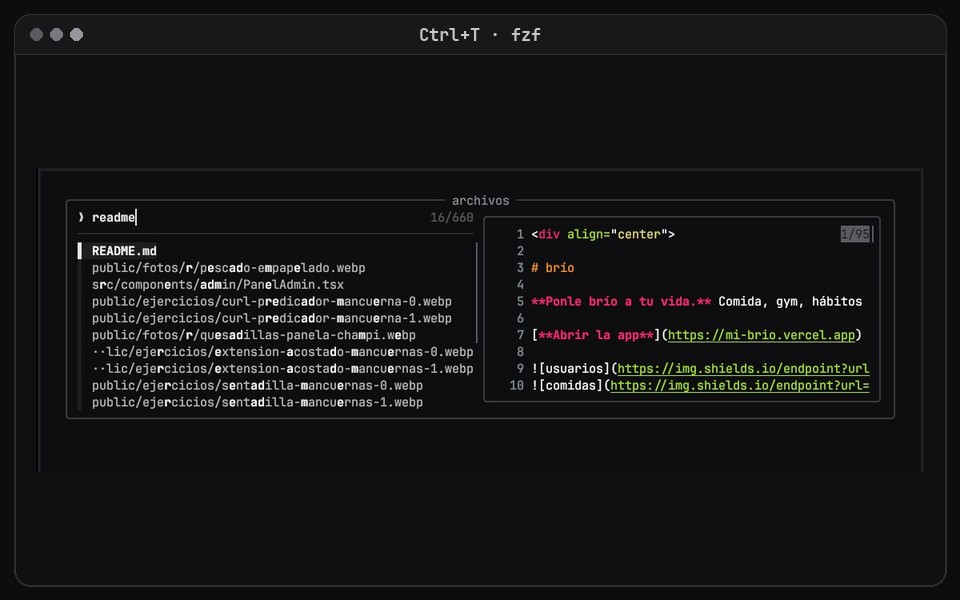 Ctrl+T · fzf
archivos
❯ readme
16/660
README.md
public/fotos/r/pescado-empapelado.webp
src/components/admin/PanelAdmin.tsx
public/ejercicios/curl-predicador-mancuerna-0.webp
public/ejercicios/curl-predicador-mancuerna-1.webp
public/fotos/r/quesadillas-panela-champi.webp
··lic/ejercicios/extension-acostado-mancuernas-0.webp
··lic/ejercicios/extension-acostado-mancuernas-1.webp
public/ejercicios/sentadilla-mancuernas-0.webp
public/ejercicios/sentadilla-mancuernas-1.webp
1 <div align="center">
1/95
2
3 # brío
4
5 **Ponle brío a tu vida.** Comida, gym, hábitos
6
7 [**Abrir la app**](https://mi-brio.vercel.app)
8
9 ![usuarios](https://img.shields.io/endpoint?url
10 ![comidas](https://img.shields.io/endpoint?url=